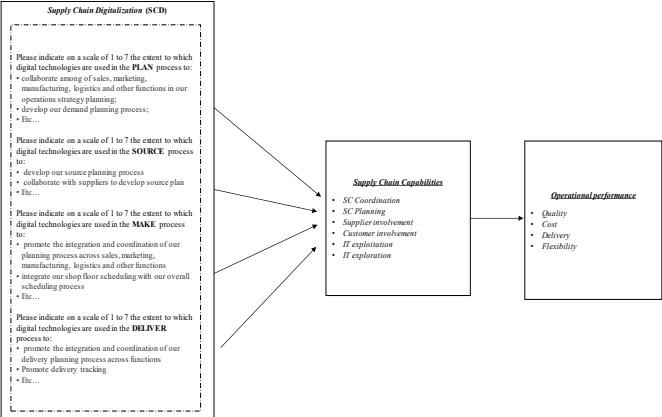 Supply Chain Digitalization (SCD)
Please indicate on a scale of 1 to 7 the extent to which
digital technologies are used in the PLAN process to:
• collaborate among of sales, marketing,
manufacturing, logistics and other functions in our
operations strategy planning;
• develop our demand planning process;
• Etc…
Please indicate on a scale of 1 to 7 the extent to which
digital technologies are used in the SOURCE process
to:
• develop our source planning process
• collaborate with suppliers to develop source plan
• Etc…
Please indicate on a scale of 1 to 7 the extent to which
digital technologies are used in the MAKE process
to:
• promote the integration and coordination of our
planning process across sales, marketing,
manufacturing, logistics and other functions
• integrate our shop floor scheduling with our overall
scheduling process
• Etc…
Please indicate on a scale of 1 to 7 the extent to which
digital technologies are used in the DELIVER
process to:
• promote the integration and coordination of our
delivery planning process across functions
• Promote delivery tracking
• Etc…
Supply Chain Capabilities
• SC Coordination
• SC Planning
• Supplier involvement
• Customer involvement
• IT exploitation
• IT exploration
Operational performance
• Quality
• Cost
• Delivery
• Flexibility